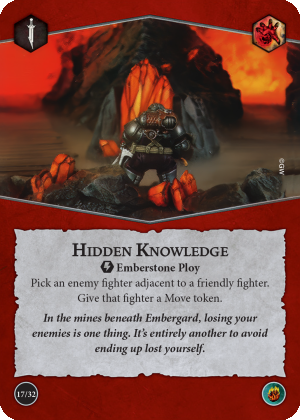 ©GW
HIDDEN KNOWLEDGE
Emberstone Ploy
Pick an enemy fighter adjacent to a friendly fighter.
Give that fighter a Move token.
In the mines beneath Embergard, losing your
enemies is one thing. It's entirely another to avoid
ending up lost yourself.
17/32